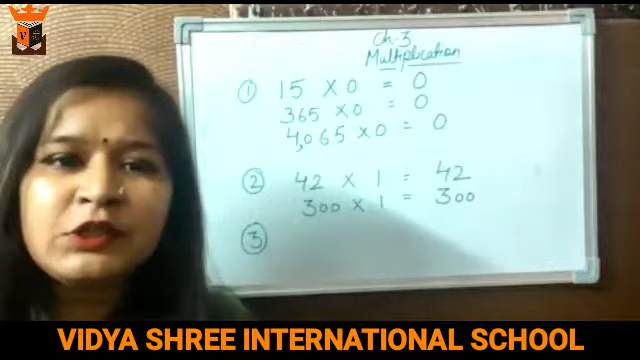 Ch-3
Multiplication
① 15 X 0 = 0
365 X 0 = 0
4,065 X 0 = 0
② 42 X 1 = 42
300 X 1 = 300
③
VIDYA SHREE INTERNATIONAL SCHOOL